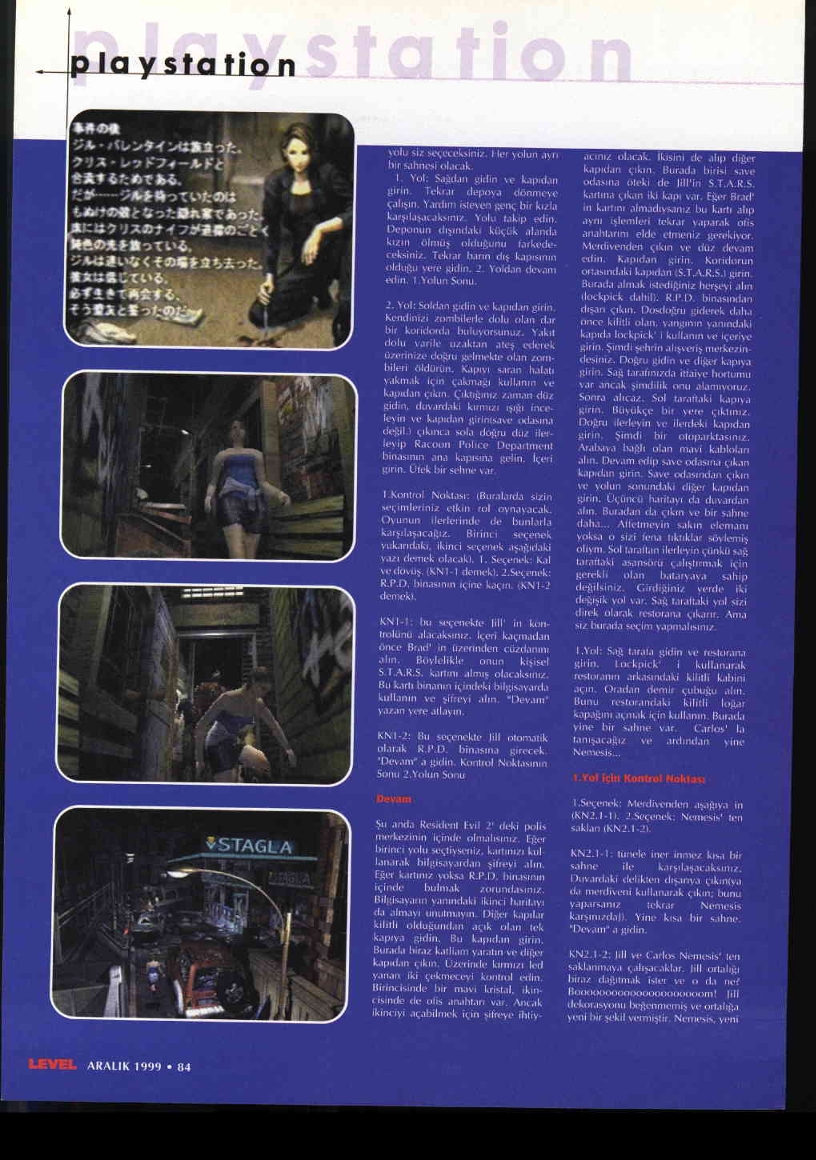 playstation
playstation
事件の後
ジル・バレンタインは旅立った。
クリス・レッドフィールドと
合流するためである。
だが……ジルを待っていたのは
もぬけの殻となった隠れ家であった。
床にはクリスのナイフが遺留のごとく
鈍色の光を放っている。
ジルは迷いなくその場を立ち去った。
彼女は信じている。
必ず生きて再会する、
そう盟友と誓ったのだ。
STAGLA
yolu siz seçeceksiniz. Her yolun ayrı
bir sahnesi olacak.
1. Yol: Sağdan gidin ve kapıdan
girin. Tekrar depoya dönmeye
çalışın. Yardım isteyen genç bir kızla
karşılaşacaksınız. Yolu takip edin.
Deponun dışındaki küçük alanda
kızın ölmüş olduğunu farkede-
ceksiniz. Tekrar barın dış kapısının
olduğu yere gidin. 2. Yoldan devam
edin. 1.Yolun Sonu.
2. Yol: Soldan gidin ve kapıdan girin.
Kendinizi zombilerle dolu olan dar
bir koridorda buluyorsunuz. Yakıt
dolu varile uzaktan ateş ederek
üzerinize doğru gelmekte olan zom-
bileri öldürün. Kapıyı saran halatı
yakmak için çakmağı kullanın ve
kapıdan çıkın. Çıktığınız zaman düz
gidin, duvardaki kırmızı ışığı ince-
leyin ve kapıdan girin(save odasına
değil.) çıkınca sola doğru düz iler-
leyip Racoon Police Department
binasının ana kapısına gelin. İçeri
girin. Ufek bir sehne var.
1.Kontrol Noktası: (Buralarda sizin
seçimleriniz etkin rol oynayacak.
Oyunun ilerlerinde de bunlarla
karşılaşacağız. Birinci seçenek
yukarıdaki, ikinci seçenek aşağıdaki
yazı demek olacak). 1. Seçenek: Kal
ve dövüş. (KN1-1 demek). 2.Seçenek:
R.P.D. binasının içine kaçın. (KN1-2
demek).
KN1-1: bu seçenekte Jill' in kon-
trolünü alacaksınız. İçeri kaçmadan
önce Brad' in üzerinden cüzdanını
alın. Böylelikle onun kişisel
S.T.A.R.S. kartını almış olacaksınız.
Bu kartı binanın içindeki bilgisayarda
kullanın ve şifreyi alın. "Devam"
yazan yere atlayın.
KN1-2: Bu seçenekte Jill otomatik
olarak R.P.D. binasına girecek.
"Devam" a gidin. Kontrol Noktasının
Sonu 2.Yolun Sonu
Devam
Şu anda Resident Evil 2' deki polis
merkezinin içinde olmalısınız. Eğer
birinci yolu seçtiyseniz, kartınızı kul-
lanarak bilgisayardan şifreyi alın.
Eğer kartınız yoksa R.P.D. binasının
içinde bulmak zorundasınız.
Bilgisayarın yanındaki ikinci haritayı
da almayı unutmayın. Diğer kapılar
kilitli olduğundan açık olan tek
kapıya gidin. Bu kapıdan girin.
Burada biraz katliam yaratın ve diğer
kapıdan çıkın. Üzerinde kırmızı led
yanan iki çekmeceyi kontrol edin.
Birincisinde bir mavi kristal, ikin-
cisinde de ofis anahtarı var. Ancak
ikinciyi açabilmek için şifreye ihtiy-
acınız olacak. İkisini de alıp diğer
kapıdan çıkın. Burada birisi save
odasına öteki de Jill'in S.T.A.R.S.
kartına çıkan iki kapı var. Eğer Brad'
in kartını almadıysanız bu kartı alıp
aynı işlemleri tekrar yaparak ofis
anahtarını elde etmeniz gerekiyor.
Merdivenden çıkın ve düz devam
edin. Kapıdan girin. Koridorun
ortasındaki kapıdan (S.T.A.R.S.) girin.
Burada almak istediğiniz herşeyi alın
(lockpick dahil). R.P.D. binasından
dışarı çıkın. Dosdoğru giderek daha
önce kilitli olan, yangının yanındaki
kapıda lockpick' i kullanın ve içeriye
girin. Şimdi şehrin alışveriş merkezin-
desiniz. Doğru gidin ve diğer kapıya
girin. Sağ tarafınızda itfaiye hortumu
var ancak şimdilik onu alamıyoruz.
Sonra alıcaz. Sol taraftaki kapıya
girin. Büyükçe bir yere çıktınız.
Doğru ilerleyin ve ilerdeki kapıdan
girin. Şimdi bir otoparktasınız.
Arabaya bağlı olan mavi kabloları
alın. Devam edip save odasına çıkan
kapıdan girin. Save odasından çıkın
ve yolun sonundaki diğer kapıdan
girin. Üçüncü haritayı da duvardan
alın. Buradan da çıkın ve bir sahne
daha... Affetmeyin sakın elemanı
yoksa o sizi fena tıktıklar söylemiş
oliym. Sol taraftan ilerleyin çünkü sağ
taraftaki asansörü çalıştırmak için
gerekli olan bataryaya sahip
değilsiniz. Girdiğiniz yerde iki
değişik yol var. Sağ taraftaki yol sizi
direk olarak restorana çıkarır. Ama
siz burada seçim yapmalısınız.
1.Yol: Sağ tarafa gidin ve restorana
girin. Lockpick' i kullanarak
restoranın arkasındaki kilitli kabini
açın. Oradan demir çubuğu alın.
Bunu restorandaki kilitli loğar
kapağını açmak için kullanın. Burada
yine bir sahne var. Carlos' la
tanışacağız ve ardından yine
Nemesis...
1.Yol için Kontrol Noktası
1.Seçenek: Merdivenden aşağıya in
(KN2.1-1). 2.Seçenek: Nemesis' ten
saklan (KN2.1-2).
KN2.1-1: tünele iner inmez kısa bir
sahne ile karşılaşacaksınız.
Duvardaki delikten dışarıya çıkın(ya
da merdiveni kullanarak çıkın; bunu
yaparsanız tekrar Nemesis
karşınızda!). Yine kısa bir sahne.
"Devam" a gidin.
KN2.1-2: Jill ve Carlos Nemesis' ten
saklanmaya çalışacaklar. Jill ortalığı
biraz dağıtmak ister ve o da ne?
Boooooooooooooooooooom! Jill
dekorasyonu beğenmemiş ve ortalığa
yeni bir şekil vermiştir. Nemesis, yeni
LEVEL ARALIK 1999 • 84